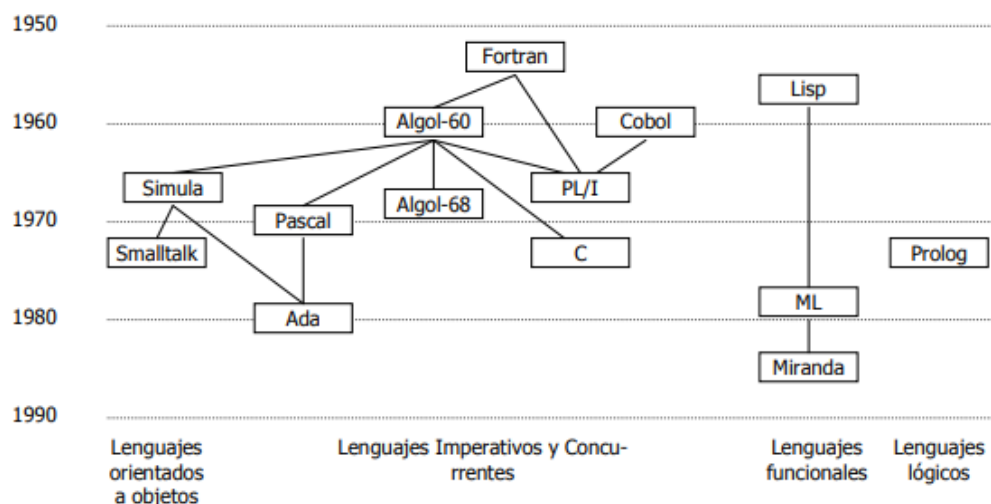 1950
Fortran
Lisp
1960
Algol-60
Cobol
Simula
PL/I
Algol-68
1970
Pascal
Smalltalk
C
Prolog
ML
1980
Ada
Miranda
1990
Lenguajes
orientados
a objetos
Lenguajes Imperativos y Concu-
rrentes
Lenguajes
funcionales
Lenguajes
lógicos